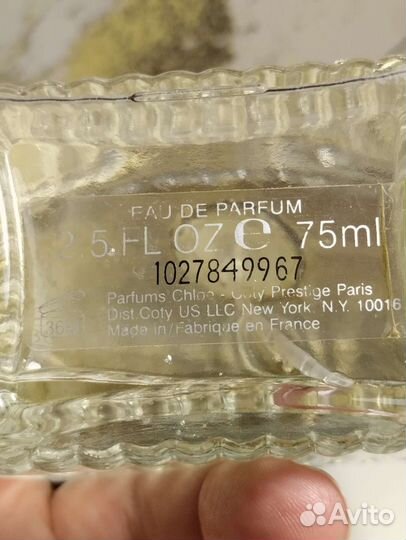 EAU DE PARFUM
2.5.FL OZ e 75ml
1027849967
Parfums Chloé - Coty Prestige Paris
Dist.Coty US LLC New York, N.Y. 10016
Made in / Fabriqué en France
Avito